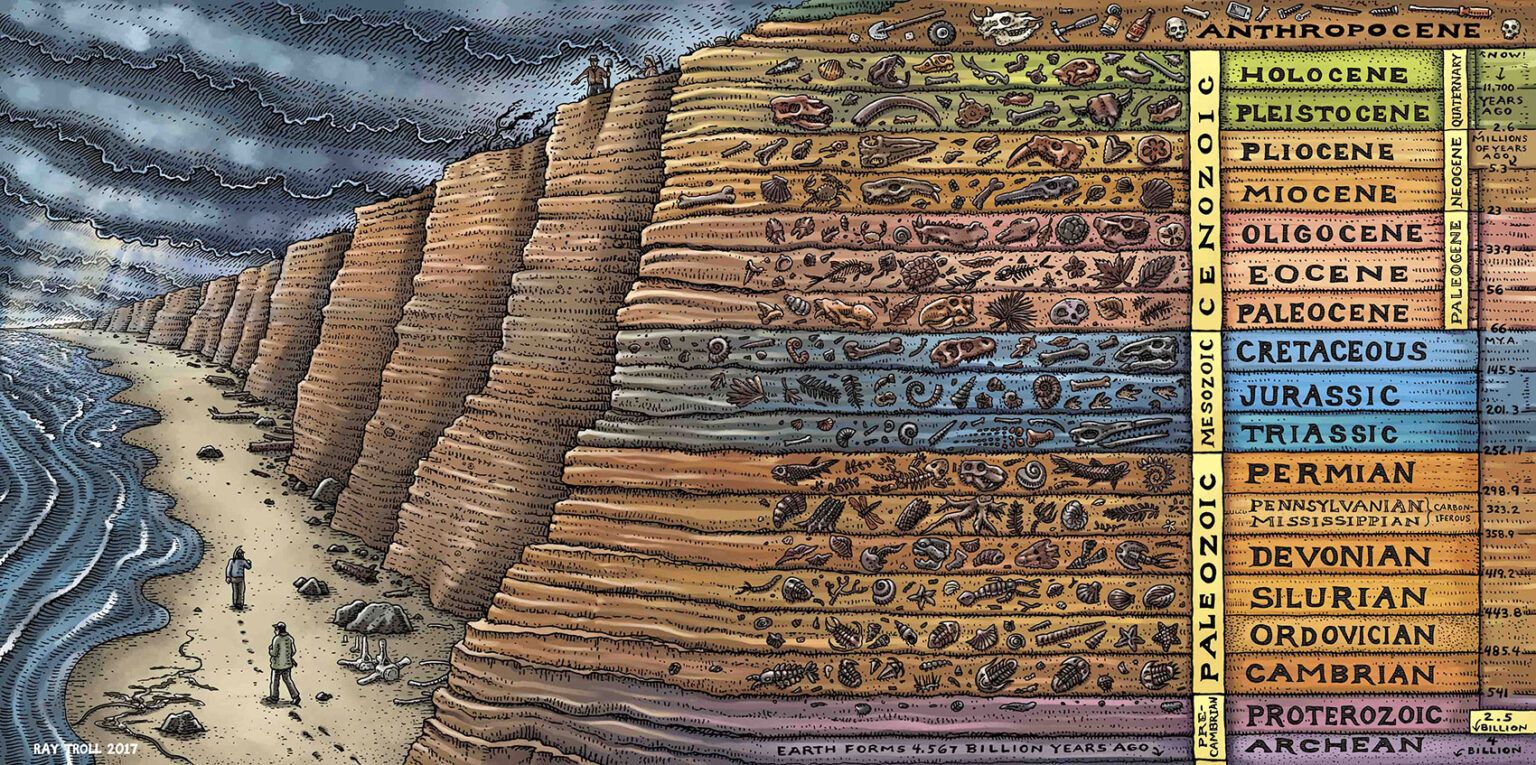 ANTHROPOCENE
CENOZOIC
HOLOCENE
PLEISTOCENE
PLIOCENE
MIOCENE
OLIGOCENE
EOCENE
PALEOCENE
QUATERNARY
NEOGENE
PALEOGENE
NOW!
11,700
YEARS
AGO
2.6
MILLIONS
OF YEARS
AGO
5.3
23
33.9
56
66
MYA.
MESOZOIC
CRETACEOUS
JURASSIC
TRIASSIC
145.5
201.3
252.17
PALEOZOIC
PERMIAN
PENNSYLVANIAN
MISSISSIPPIAN
CARBON-
IFEROUS
DEVONIAN
SILURIAN
ORDOVICIAN
CAMBRIAN
298.9
323.2
358.9
419.2
443.8
485.4
541
PRE-
CAMBRIAN
PROTEROZOIC
ARCHEAN
2.5
BILLION
4
BILLION
EARTH FORMS 4.567 BILLION YEARS AGO
RAY TROLL 2017